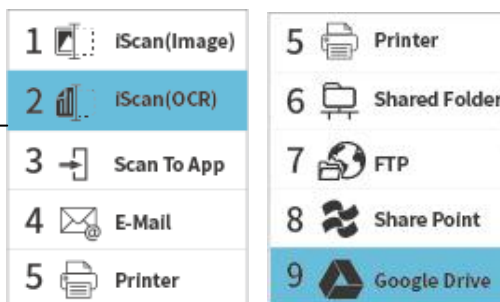 1 iScan(Image)
2 iScan(OCR)
3 Scan To App
4 E-Mail
5 Printer
5 Printer
6 Shared Folder
7 FTP
8 Share Point
9 Google Drive